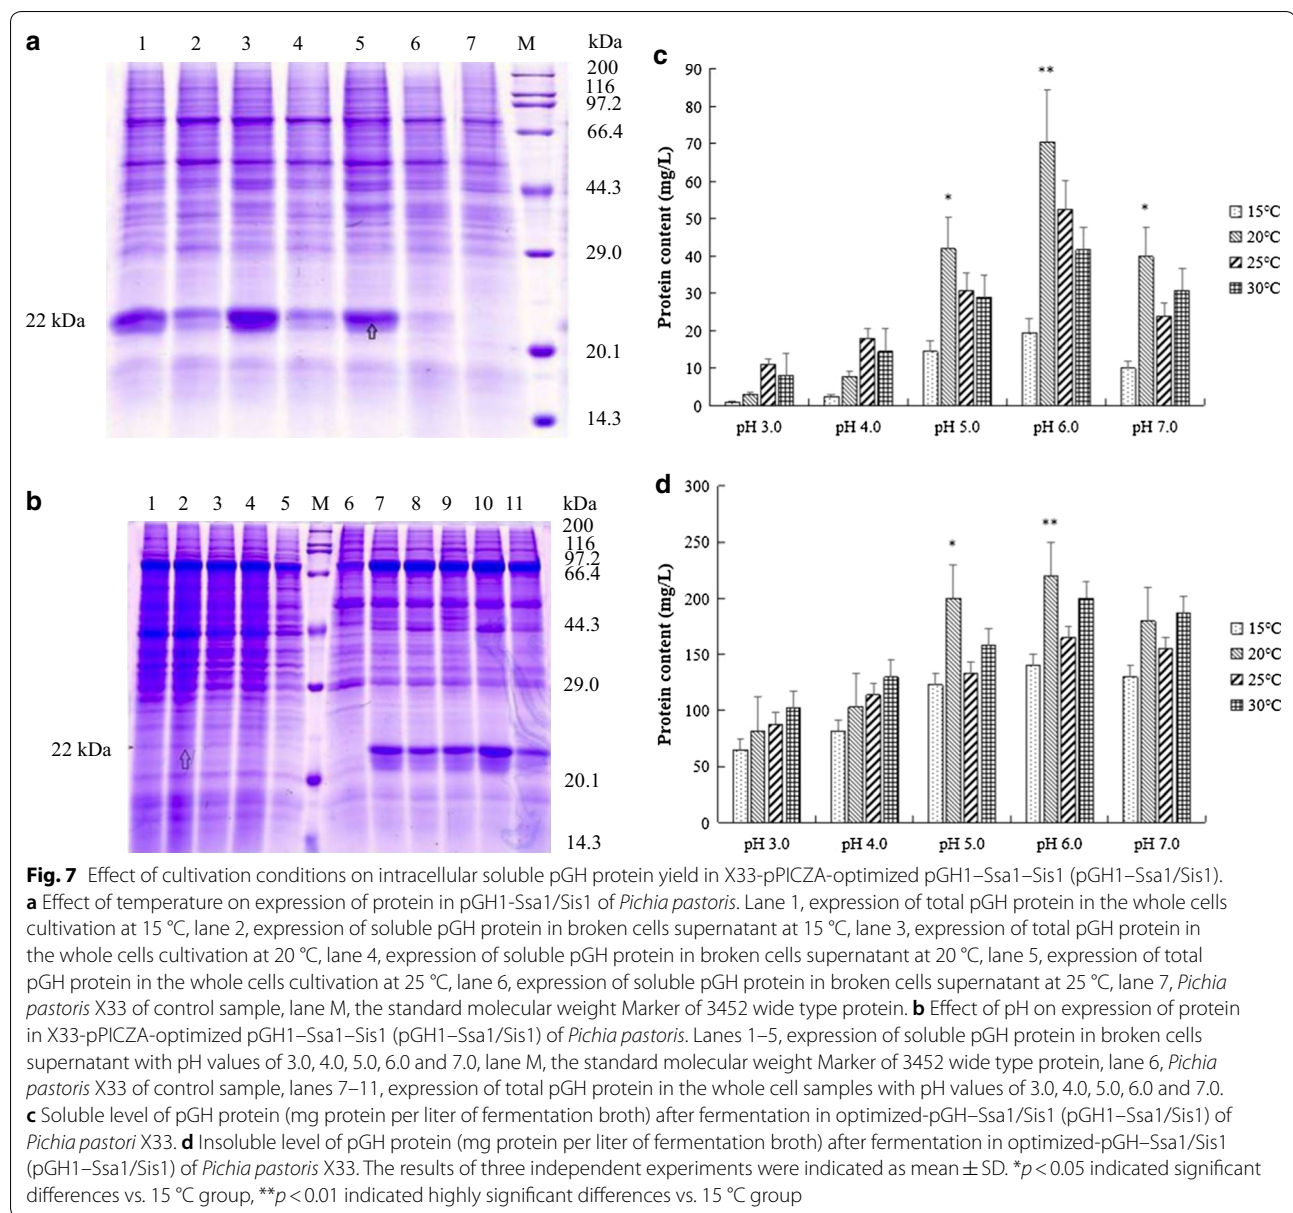 a
1 2 3 4 5 6 7 M kDa
200
116
97.2
66.4
44.3
29.0
22 kDa
20.1
14.3
b
1 2 3 4 5 M 6 7 8 9 10 11 kDa
200
116
97.2
66.4
44.3
29.0
22 kDa
20.1
14.3
c
Protein content (mg/L)
90
80
70
60
50
40
30
20
10
0
* ** *
pH 3.0 pH 4.0 pH 5.0 pH 6.0 pH 7.0
15°C
20°C
25°C
30°C
d
Protein content (mg/L)
300
250
200
150
100
50
0
* **
pH 3.0 pH 4.0 pH 5.0 pH 6.0 pH 7.0
15°C
20°C
25°C
30°C
Fig. 7 Effect of cultivation conditions on intracellular soluble pGH protein yield in X33-pPICZA-optimized pGH1–Ssa1–Sis1 (pGH1–Ssa1/Sis1).
a Effect of temperature on expression of protein in pGH1-Ssa1/Sis1 of Pichia pastoris. Lane 1, expression of total pGH protein in the whole cells
cultivation at 15 °C, lane 2, expression of soluble pGH protein in broken cells supernatant at 15 °C, lane 3, expression of total pGH protein in
the whole cells cultivation at 20 °C, lane 4, expression of soluble pGH protein in broken cells supernatant at 20 °C, lane 5, expression of total
pGH protein in the whole cells cultivation at 25 °C, lane 6, expression of soluble pGH protein in broken cells supernatant at 25 °C, lane 7, Pichia
pastoris X33 of control sample, lane M, the standard molecular weight Marker of 3452 wide type protein. b Effect of pH on expression of protein
in X33-pPICZA-optimized pGH1–Ssa1–Sis1 (pGH1–Ssa1/Sis1) of Pichia pastoris. Lanes 1–5, expression of soluble pGH protein in broken cells
supernatant with pH values of 3.0, 4.0, 5.0, 6.0 and 7.0, lane M, the standard molecular weight Marker of 3452 wide type protein, lane 6, Pichia
pastoris X33 of control sample, lanes 7–11, expression of total pGH protein in the whole cell samples with pH values of 3.0, 4.0, 5.0, 6.0 and 7.0.
c Soluble level of pGH protein (mg protein per liter of fermentation broth) after fermentation in optimized-pGH–Ssa1/Sis1 (pGH1–Ssa1/Sis1) of
Pichia pastori X33. d Insoluble level of pGH protein (mg protein per liter of fermentation broth) after fermentation in optimized-pGH–Ssa1/Sis1
(pGH1–Ssa1/Sis1) of Pichia pastoris X33. The results of three independent experiments were indicated as mean ± SD. *p < 0.05 indicated significant
differences vs. 15 °C group, **p < 0.01 indicated highly significant differences vs. 15 °C group